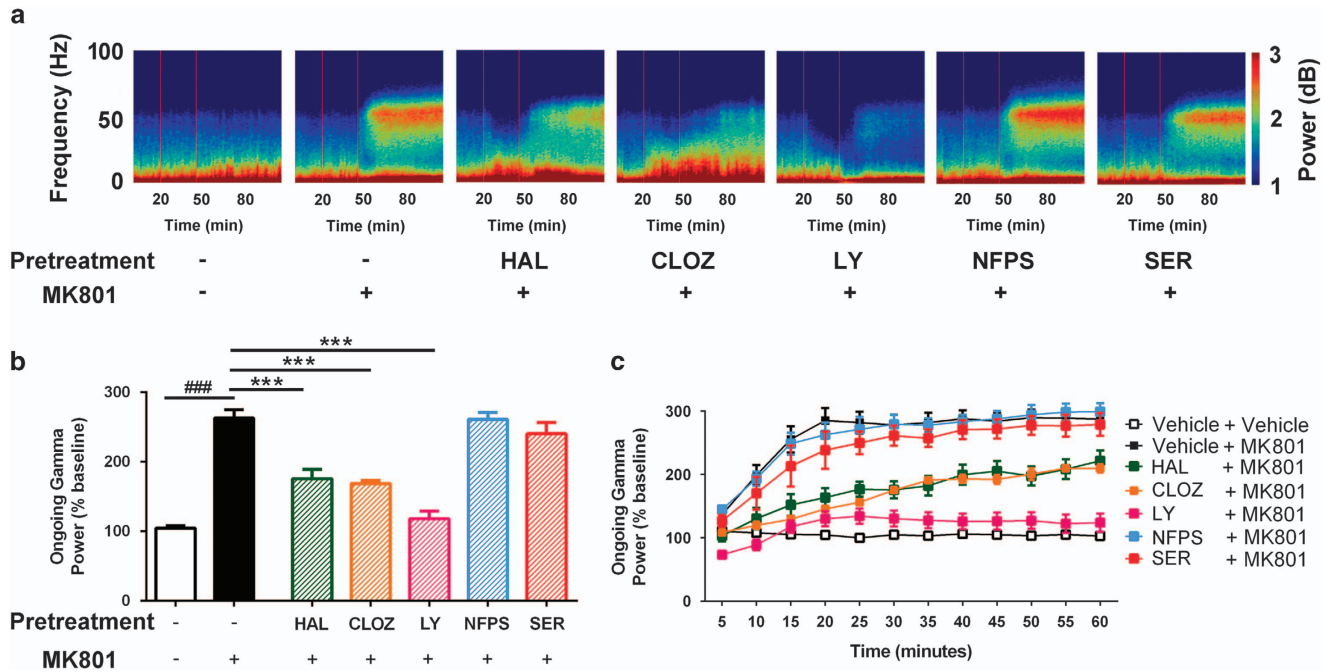 a
Frequency (Hz)
100
50
0
20 50 80
20 50 80
20 50 80
20 50 80
20 50 80
20 50 80
20 50 80
Time (min)
Time (min)
Time (min)
Time (min)
Time (min)
Time (min)
Time (min)
3
2
1
Power (dB)
Pretreatment - - HAL CLOZ LY NFPS SER
MK801 - + + + + + +
b
Ongoing Gamma
Power (% baseline)
300
200
100
0
###
***
***
***
Pretreatment - - HAL CLOZ LY NFPS SER
MK801 - + + + + + +
c
Ongoing Gamma
Power (% baseline)
300
200
100
0
5 10 15 20 25 30 35 40 45 50 55 60
Time (minutes)
Vehicle + Vehicle
Vehicle + MK801
HAL + MK801
CLOZ + MK801
LY + MK801
NFPS + MK801
SER + MK801